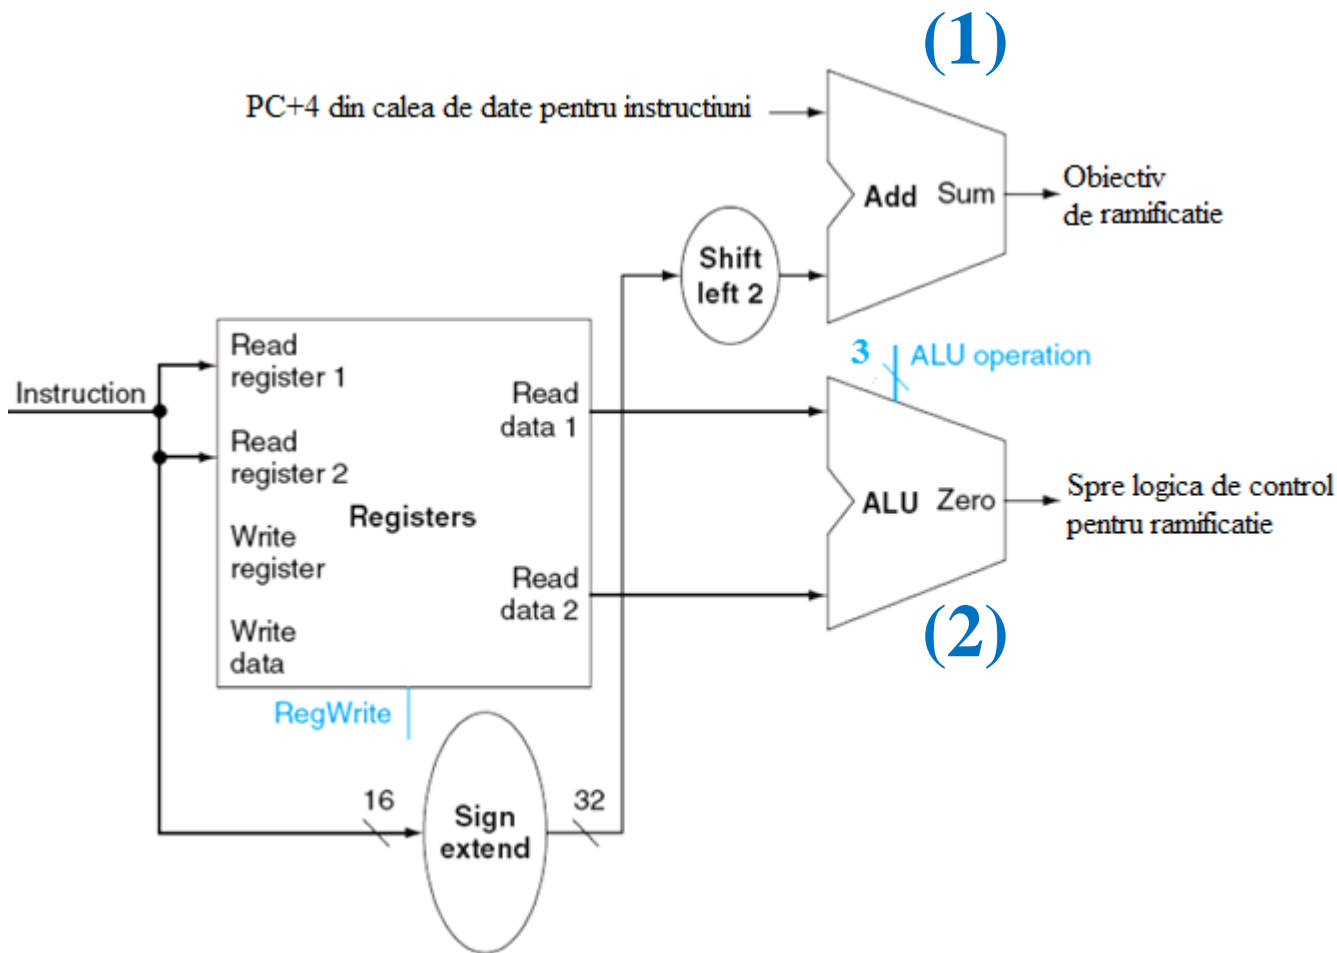 (1)
PC+4 din calea de date pentru instructiuni
Add Sum
Obiectiv
de ramificatie
Shift
left 2
3
ALU operation
Instruction
Read
register 1
Read
register 2
Write
register
Write
data
Registers
Read
data 1
Read
data 2
ALU Zero
Spre logica de control
pentru ramificatie
(2)
RegWrite
16
Sign
extend
32